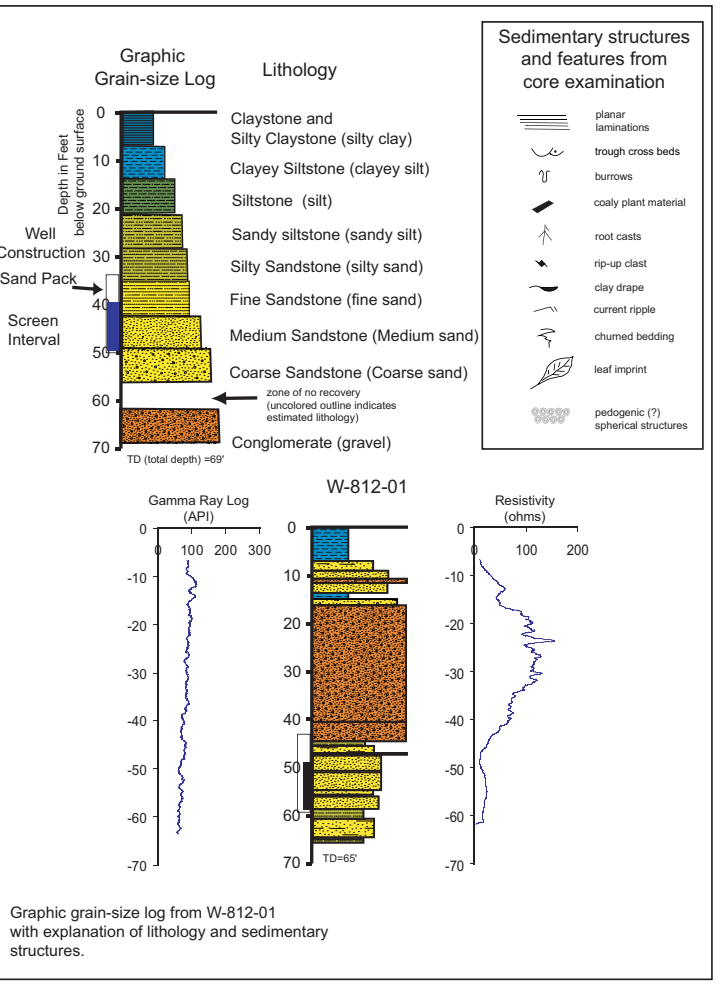 Graphic
Grain-size Log
Lithology
Depth in Feet
below ground surface
0
10
20
30
40
50
60
70
Claystone and
Silty Claystone (silty clay)
Clayey Siltstone (clayey silt)
Siltstone (silt)
Sandy siltstone (sandy silt)
Silty Sandstone (silty sand)
Fine Sandstone (fine sand)
Medium Sandstone (Medium sand)
Coarse Sandstone (Coarse sand)
zone of no recovery
(uncolored outline indicates
estimated lithology)
Conglomerate (gravel)
TD (total depth) =69'
Well
Construction
Sand Pack
Screen
Interval
Sedimentary structures
and features from
core examination
planar
laminations
trough cross beds
burrows
coaly plant material
root casts
rip-up clast
clay drape
current ripple
churned bedding
leaf imprint
pedogenic (?)
spherical structures
W-812-01
Gamma Ray Log
(API)
0 100 200 300
0
-10
-20
-30
-40
-50
-60
-70
0
10
20
30
40
50
60
70
TD=65'
Resistivity
(ohms)
0 100 200
0
-10
-20
-30
-40
-50
-60
-70
Graphic grain-size log from W-812-01
with explanation of lithology and sedimentary
structures.